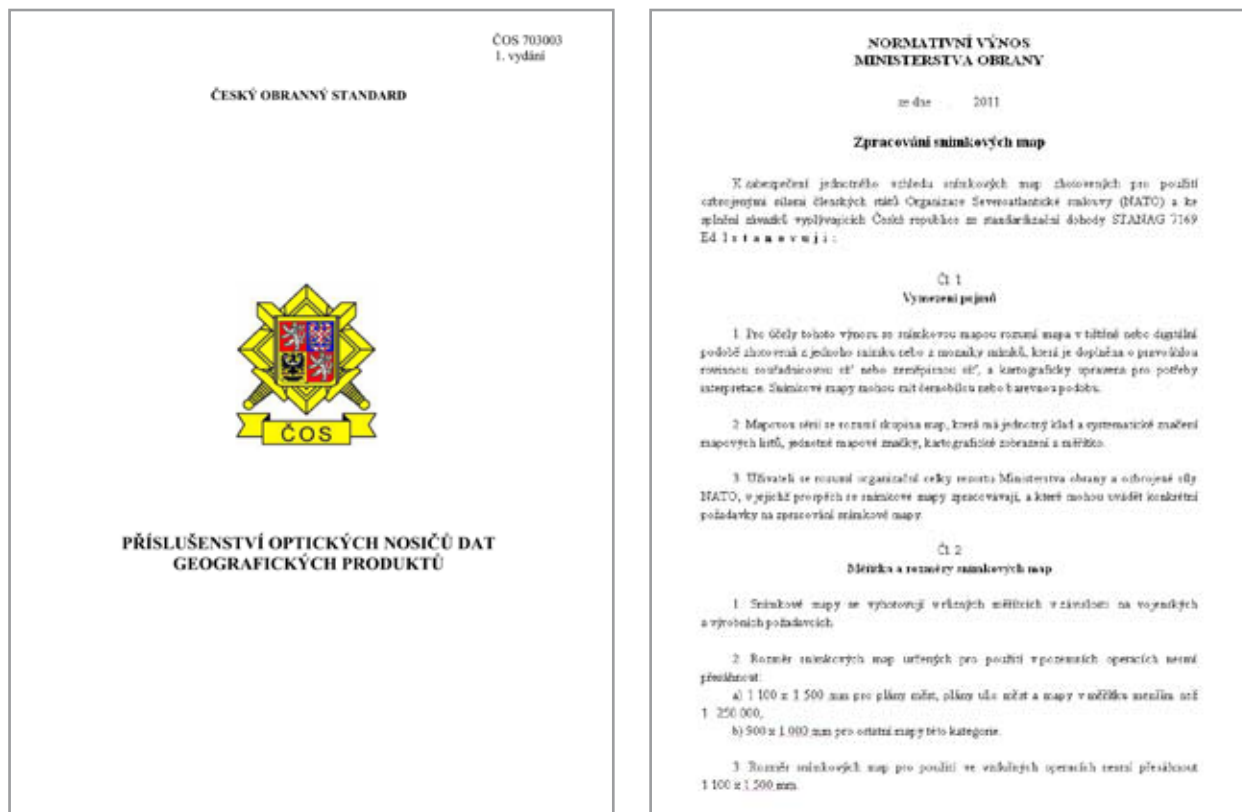 ČOS 703003
1. vydání
ČESKÝ OBRANNÝ STANDARD
ČOS
PŘÍSLUŠENSTVÍ OPTICKÝCH NOSIČŮ DAT
GEOGRAFICKÝCH PRODUKTŮ
NORMATIVNÍ VÝNOS
MINISTERSTVA OBRANY
ze dne 2011
Zpracování snímkových map
K zabezpečení jednotného vzhledu snímkových map zhotovených pro použití
ozbrojenými silami členských států Organizace Severoatlantické smlouvy (NATO) a ke
splnění závazků vyplývajících České republice ze standardizační dohody STANAG 7169
Ed. 1 s t a n o v u j i :
Čl. 1
Vymezení pojmů
1. Pro účely tohoto výnosu se snímkovou mapou rozumí mapa v tištěné nebo digitální
podobě zhotovená z jednoho snímku nebo z mozaiky snímků, která je doplněna o pravoúhlou
rovinnou souřadnicovou síť nebo zeměpisnou síť, a kartograficky upravena pro potřeby
interpretace. Snímkové mapy mohou mít černobílou nebo barevnou podobu.
2. Mapovou sérií se rozumí skupina map, která má jednotný klad a systematické značení
mapových listů, jednotné mapové značky, kartografické zobrazení a měřítko.
3. Uživateli se rozumí organizační celky resortu Ministerstva obrany a ozbrojené síly
NATO, v jejichž prospěch se snímkové mapy zpracovávají, a které mohou uvádět konkrétní
požadavky na zpracování snímkové mapy.
Čl. 2
Měřítka a rozměry snímkových map
1. Snímkové mapy se vyhotovují v různých měřítcích v závislosti na vojenských
a výrobních požadavcích.
2. Rozměr snímkových map určených pro použití v pozemních operacích nesmí
přesáhnout:
a) 1 100 x 1 500 mm pro plány měst, plány ulic měst a mapy v měřítku menším než
1 : 250 000,
b) 900 x 1 000 mm pro ostatní mapy této kategorie.
3. Rozměr snímkových map pro použití ve vzdušných operacích nesmí přesáhnout
1 100 x 1 500 mm.